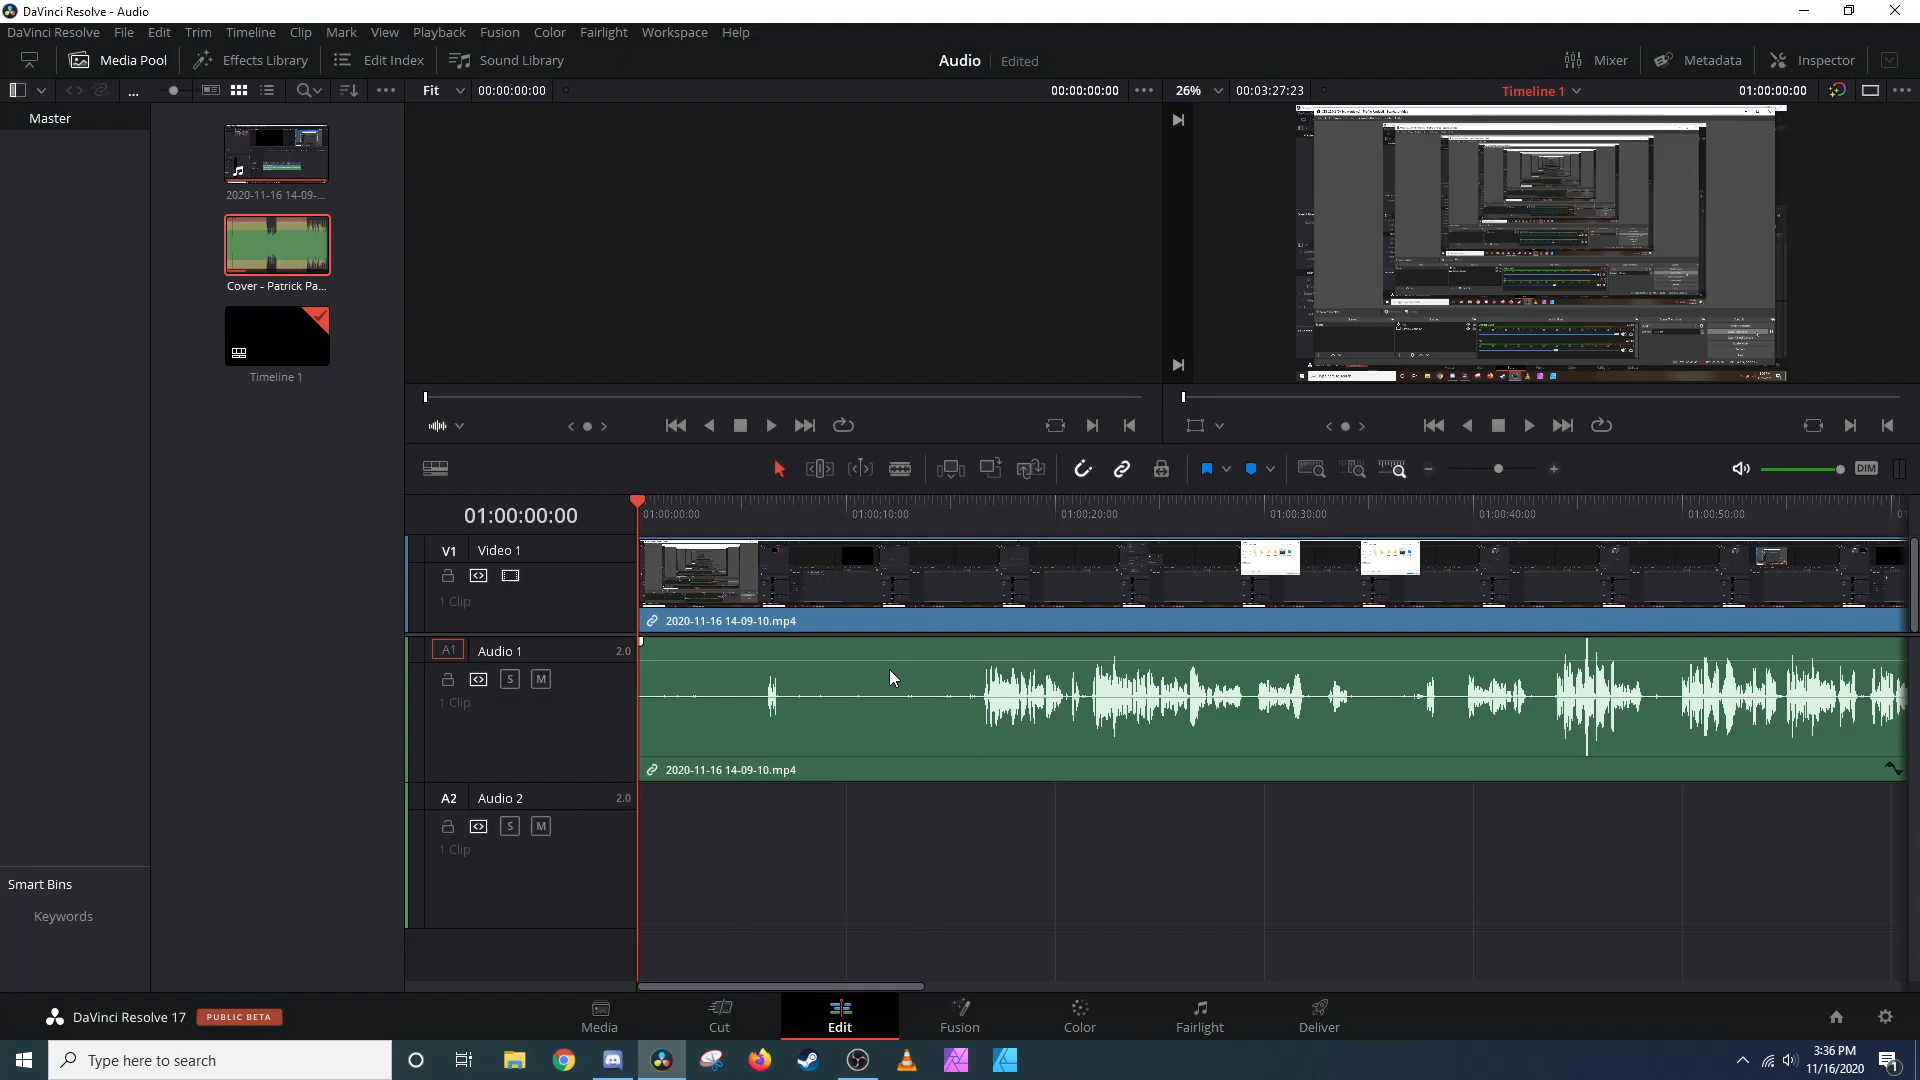 DaVinci Resolve - Audio
DaVinci Resolve File Edit Trim Timeline Clip Mark View Playback Fusion Color Fairlight Workspace Help
Media Pool Effects Library Edit Index Sound Library Audio Edited Mixer Metadata Inspector
... Fit 00:00:00:00 00:00:00:00 26% 00:03:27:23 Timeline 1 01:00:00:00
Master
2020-11-16 14-09-...
Cover - Patrick Pa...
Timeline 1
DIM
01:00:00:00
01:00:00:00 01:00:10:00 01:00:20:00 01:00:30:00 01:00:40:00 01:00:50:00
V1 Video 1
1 Clip
2020-11-16 14-09-10.mp4
A1 Audio 1 2.0
S M
1 Clip
2020-11-16 14-09-10.mp4
A2 Audio 2 2.0
S M
1 Clip
Smart Bins
Keywords
DaVinci Resolve 17 PUBLIC BETA
Media Cut Edit Fusion Color Fairlight Deliver
Type here to search
3:36 PM
11/16/2020
1